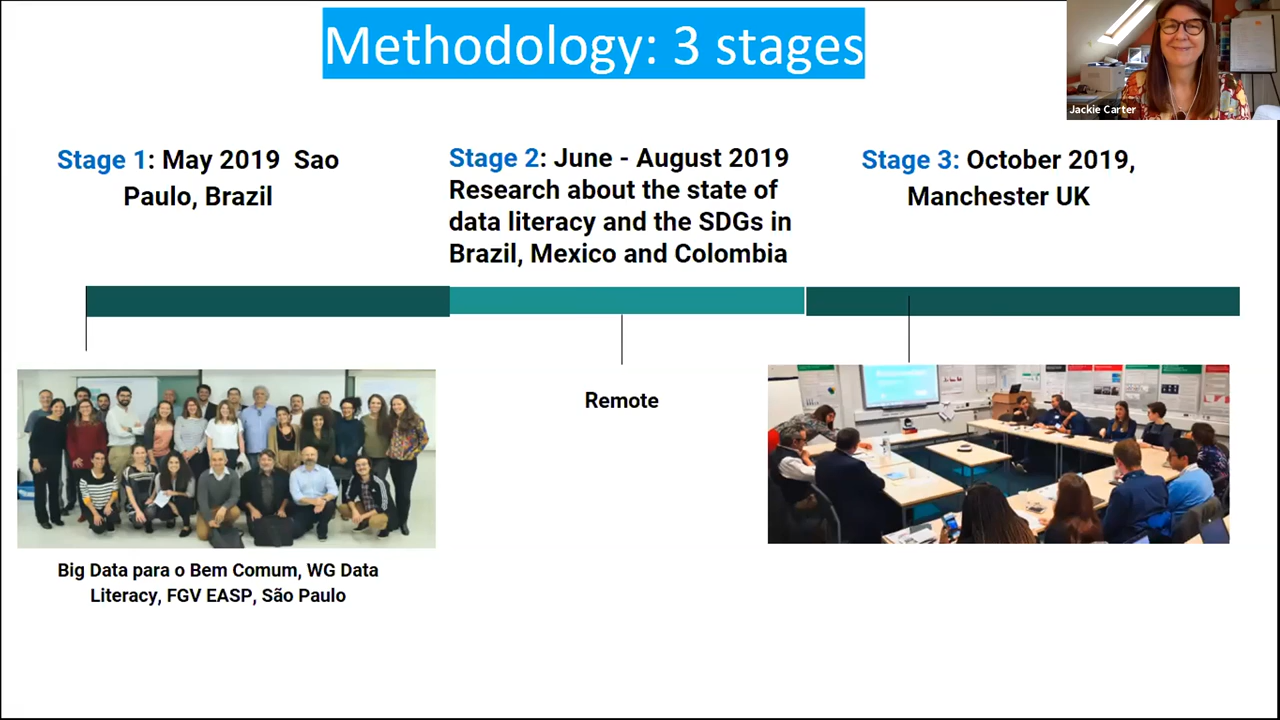 Methodology: 3 stages
Jackie Carter
Stage 1: May 2019 Sao
Paulo, Brazil
Stage 2: June - August 2019
Research about the state of
data literacy and the SDGs in
Brazil, Mexico and Colombia
Stage 3: October 2019,
Manchester UK
Remote
Big Data para o Bem Comum, WG Data
Literacy, FGV EASP, São Paulo